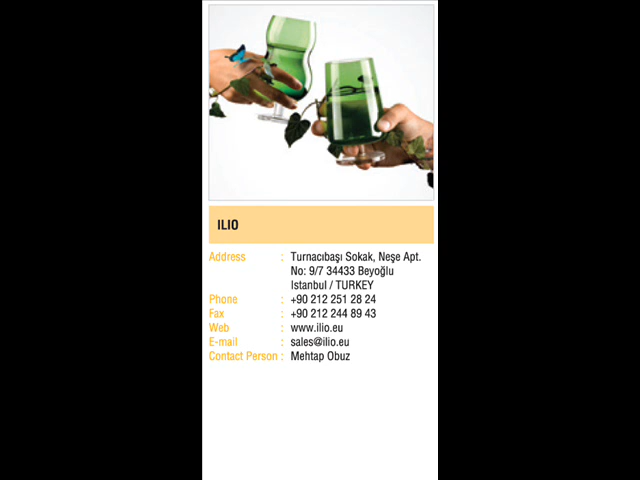 ILIO
Address : Turnacıbaşı Sokak, Neşe Apt.
No: 9/7 34433 Beyoğlu
Istanbul / TURKEY
Phone : +90 212 251 28 24
Fax : +90 212 244 89 43
Web : www.ilio.eu
E-mail : sales@ilio.eu
Contact Person : Mehtap Obuz